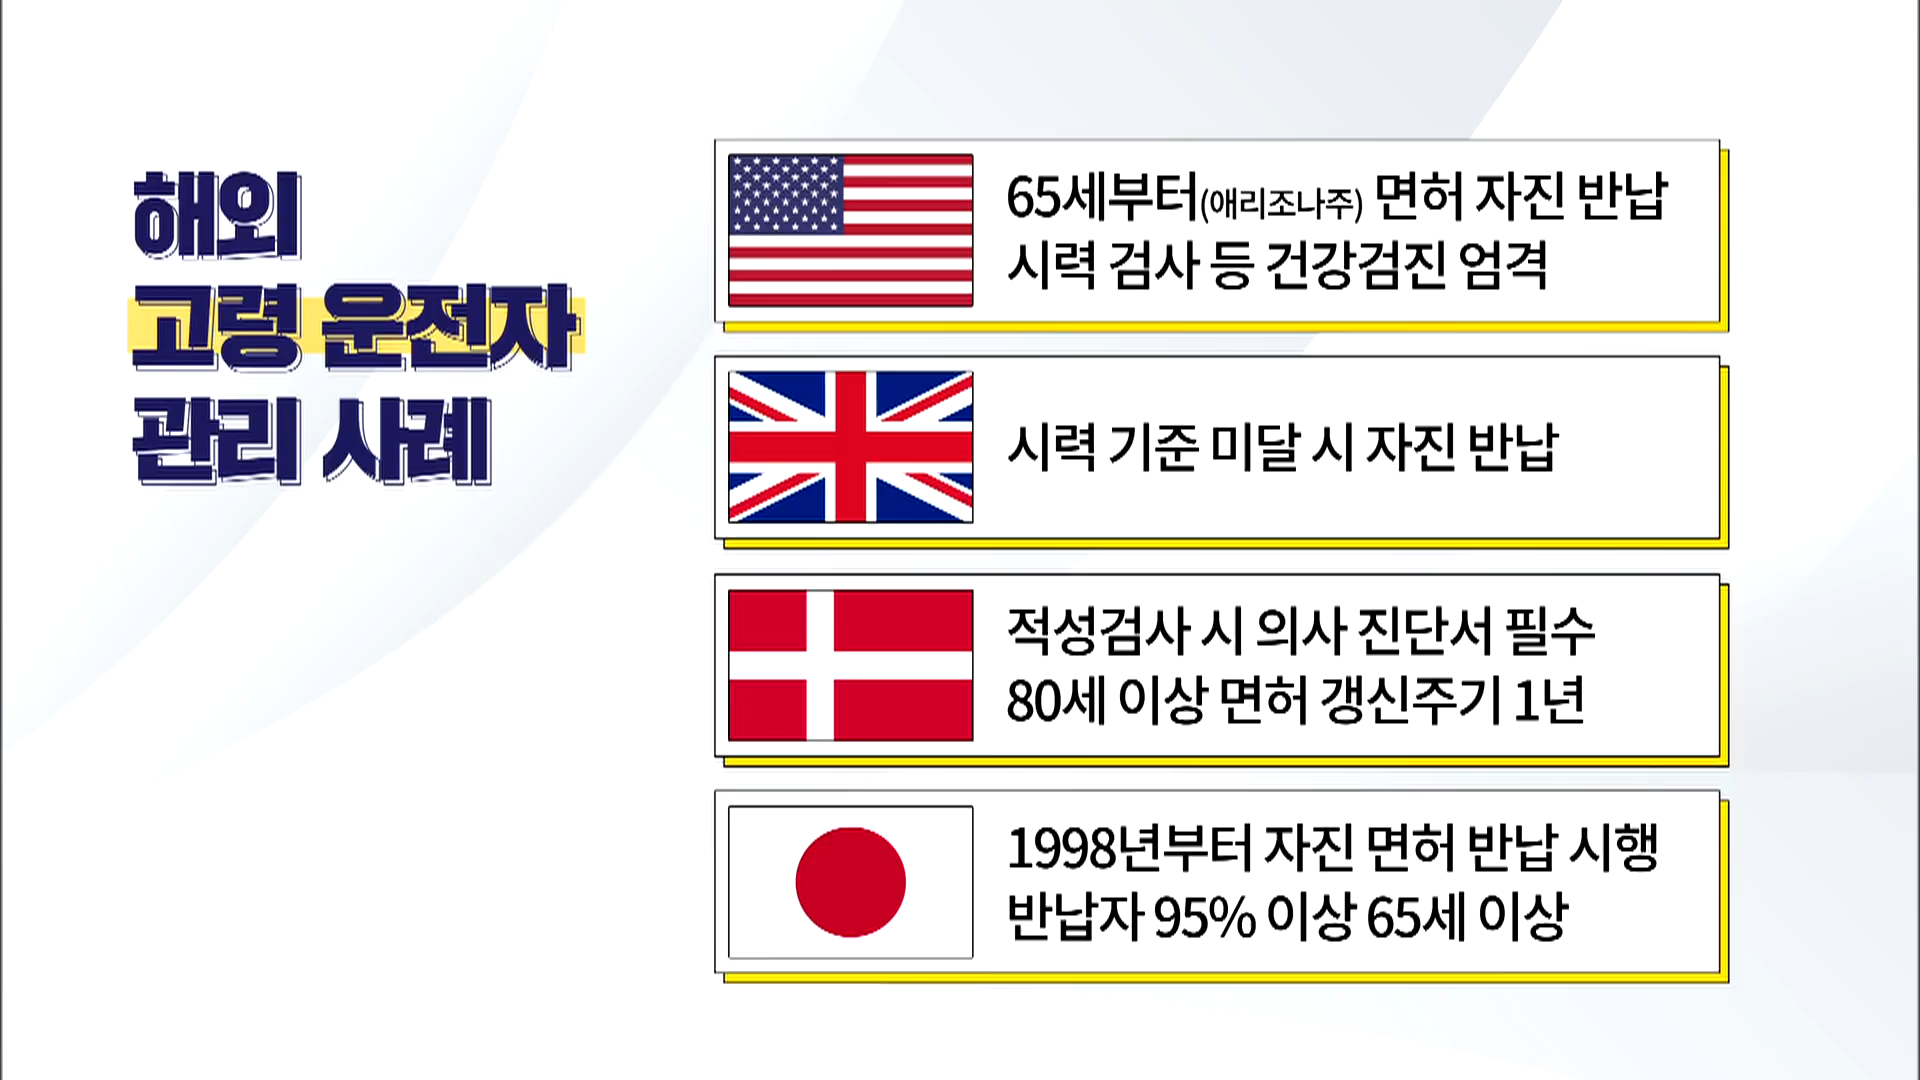 해외
고령 운전자
관리 사례
65세부터(애리조나주) 면허 자진 반납
시력 검사 등 건강검진 엄격
시력 기준 미달 시 자진 반납
적성검사 시 의사 진단서 필수
80세 이상 면허 갱신주기 1년
1998년부터 자진 면허 반납 시행
반납자 95% 이상 65세 이상